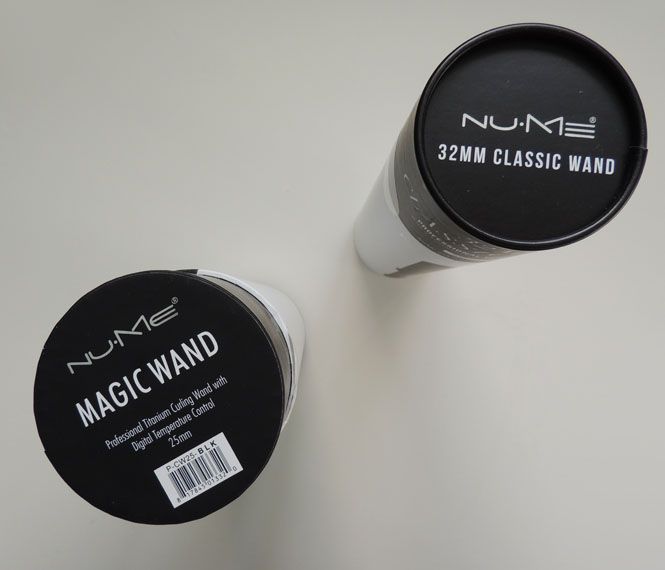 NU·ME®
32MM CLASSIC WAND
NU·ME®
MAGIC WAND
Professional Titanium Curling Wand with
Digital Temperature Control
25mm
P-CW25-BLK